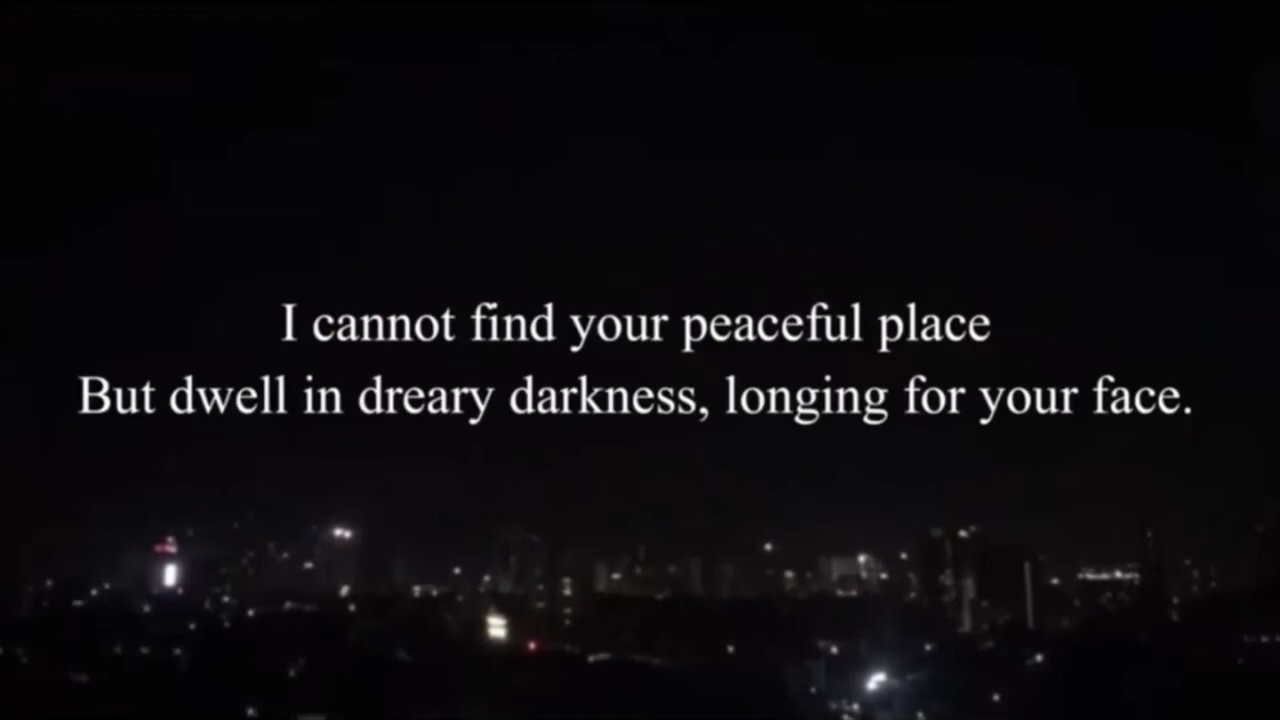 I cannot find your peaceful place
But dwell in dreary darkness, longing for your face.